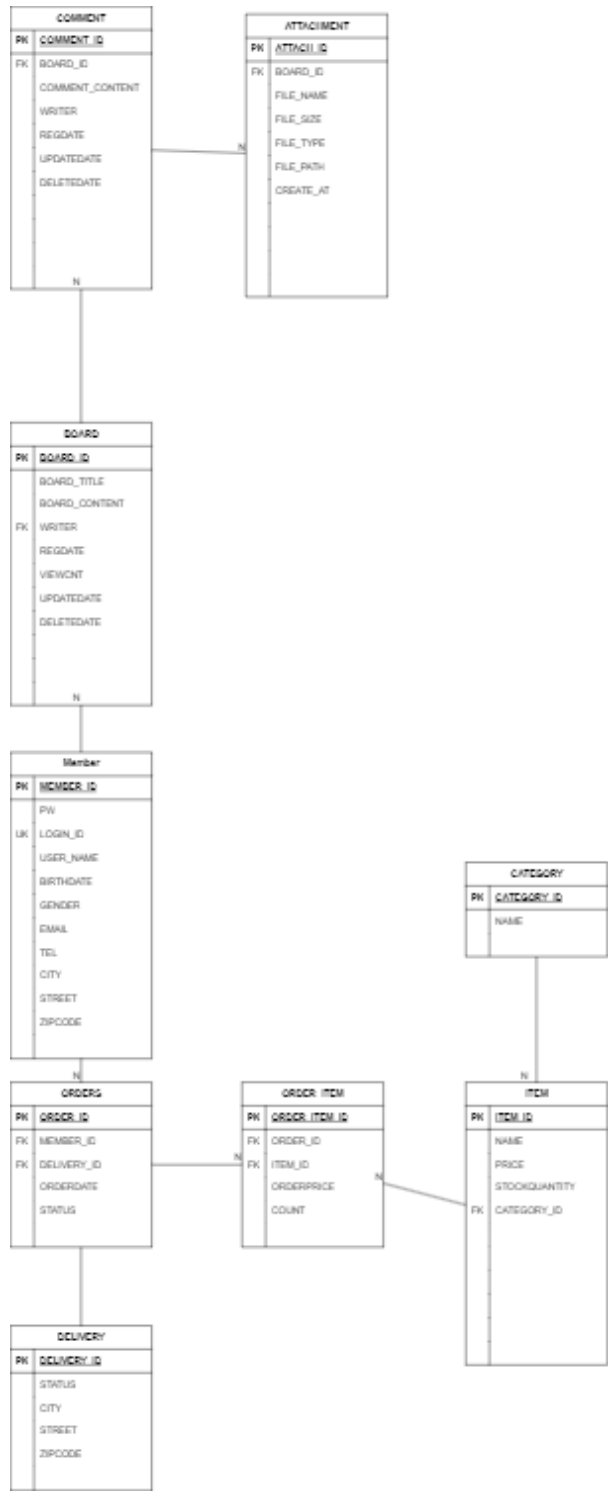 COMMENT
PK COMMENT_ID
FK BOARD_ID
COMMENT_CONTENT
WRITER
REGDATE
UPDATEDATE
DELETEDATE
N
ATTACHMENT
PK ATTACH_ID
FK BOARD_ID
FILE_NAME
FILE_SIZE
FILE_TYPE
FILE_PATH
CREATE_AT
N
BOARD
PK BOARD_ID
BOARD_TITLE
BOARD_CONTENT
FK WRITER
REGDATE
VIEWCNT
UPDATEDATE
DELETEDATE
N
Member
PK MEMBER_ID
PW
UK LOGIN_ID
USER_NAME
BIRTHDATE
GENDER
EMAIL
TEL
CITY
STREET
ZIPCODE
N
CATEGORY
PK CATEGORY_ID
NAME
N
ORDERS
PK ORDER_ID
FK MEMBER_ID
FK DELIVERY_ID
ORDERDATE
STATUS
N
ORDER_ITEM
PK ORDER_ITEM_ID
FK ORDER_ID
FK ITEM_ID
ORDERPRICE
COUNT
N
ITEM
PK ITEM_ID
NAME
PRICE
STOCKQUANTITY
FK CATEGORY_ID
DELIVERY
PK DELIVERY_ID
STATUS
CITY
STREET
ZIPCODE